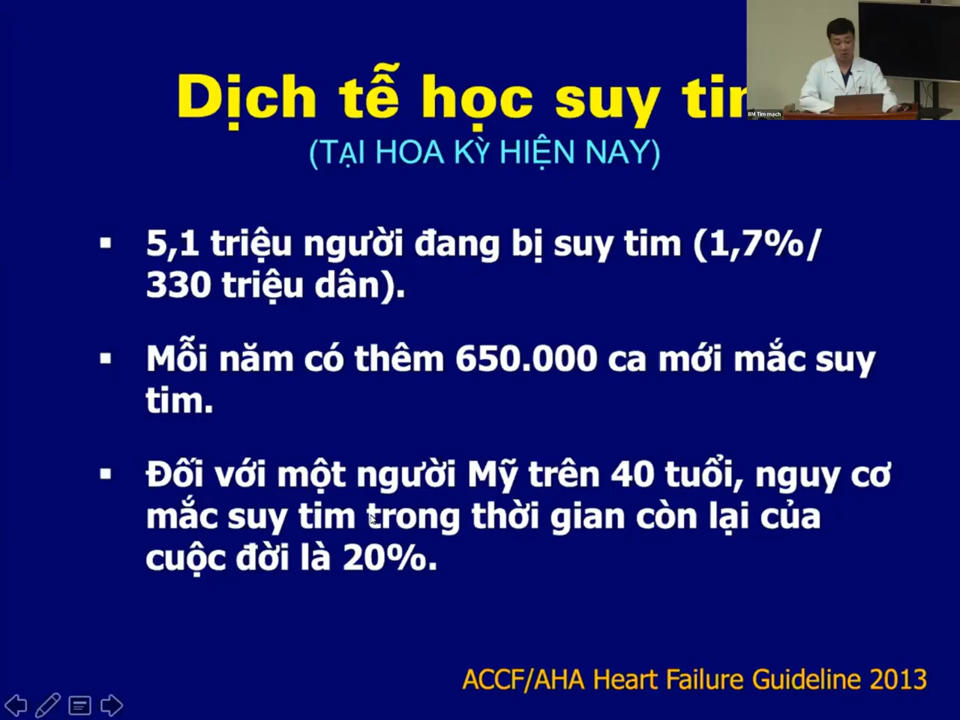 Dịch tễ học suy tim
BM Tim mạch
(TẠI HOA KỲ HIỆN NAY)
▪ 5,1 triệu người đang bị suy tim (1,7%/
330 triệu dân).
▪ Mỗi năm có thêm 650.000 ca mới mắc suy
tim.
▪ Đối với một người Mỹ trên 40 tuổi, nguy cơ
mắc suy tim trong thời gian còn lại của
cuộc đời là 20%.
ACCF/AHA Heart Failure Guideline 2013